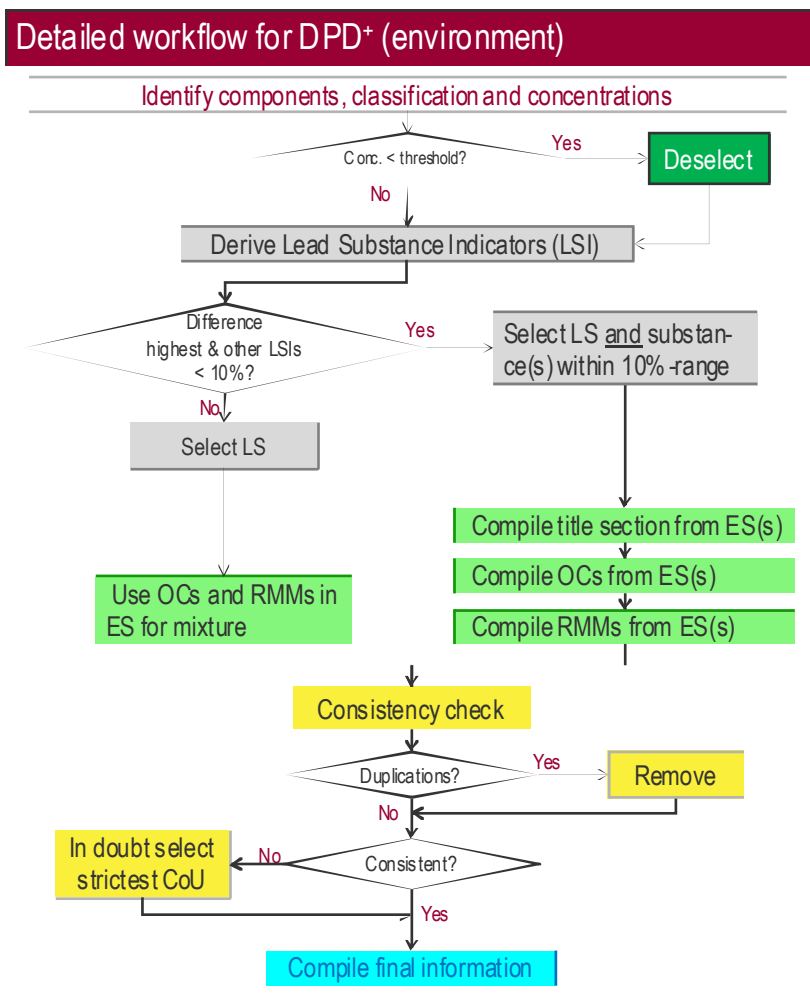 Detailed workflow for DPD+ (environment)
Identify components, classification and concentrations
Conc. < threshold?
Yes
Deselect
No
Derive Lead Substance Indicators (LSI)
Difference
highest & other LSIs
< 10%?
Yes
Select LS and substan-
ce(s) within 10% -range
No
Select LS
Compile title section from ES(s)
Compile OCs from ES(s)
Use OCs and RMMs in
ES for mixture
Compile RMMs from ES(s)
Consistency check
Duplications?
Yes
Remove
No
In doubt select
strictest CoU
No
Consistent?
Yes
Compile final information